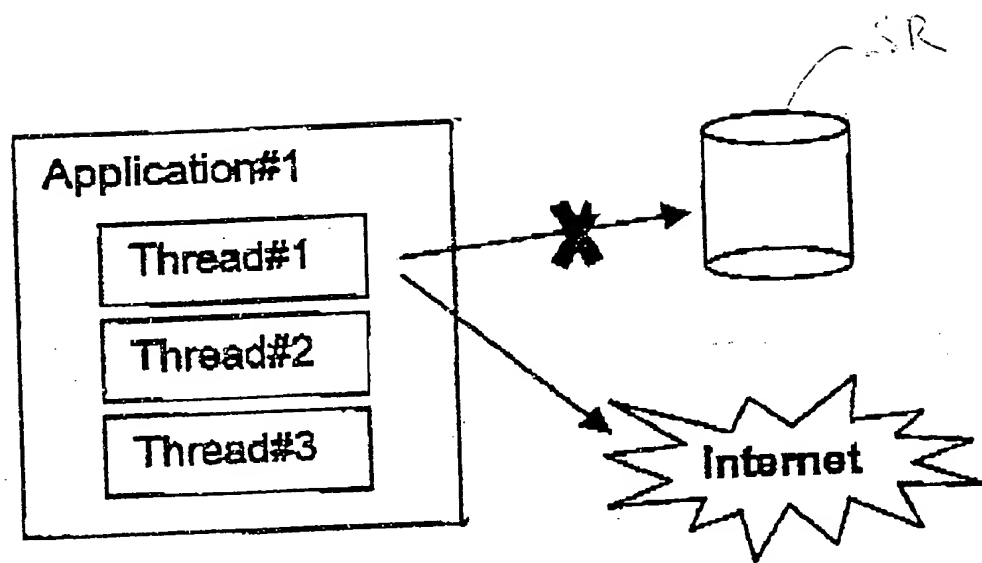 SR
Application#1
Thread#1
Thread#2
Thread#3
Internet